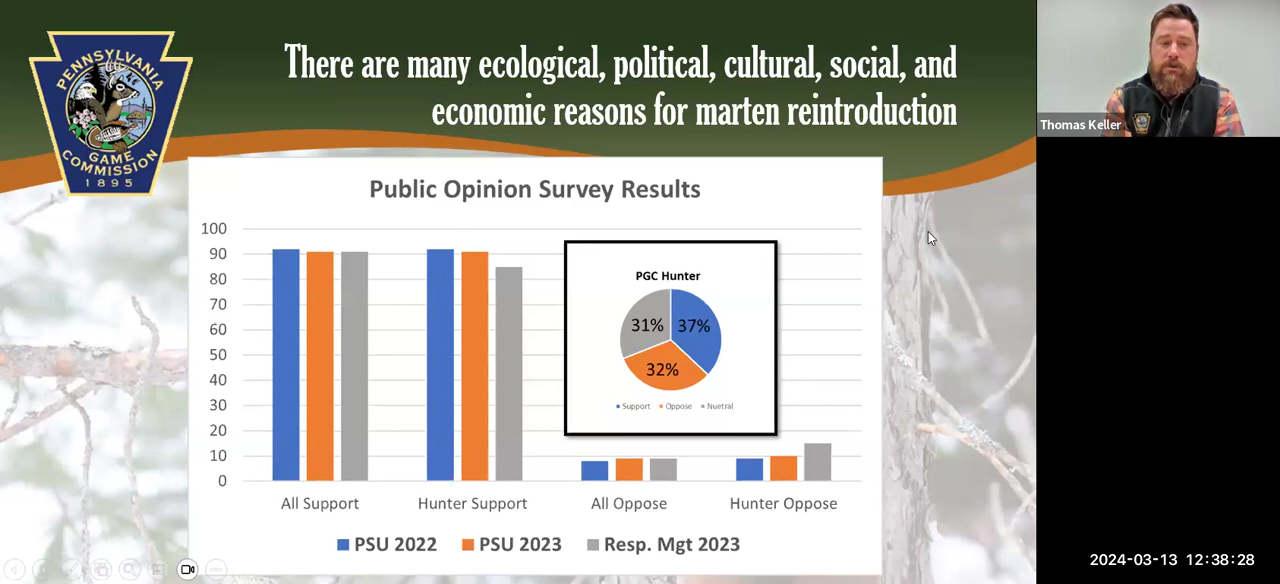 PENNSYLVANIA
GAME
COMMISSION
1895
There are many ecological, political, cultural, social, and
economic reasons for marten reintroduction
Thomas Keller
Public Opinion Survey Results
100
90
80
70
60
50
40
30
20
10
0
PGC Hunter
31% 37%
32%
Support Oppose Nuetral
All Support Hunter Support All Oppose Hunter Oppose
PSU 2022 PSU 2023 Resp. Mgt 2023
2024-03-13 12:38:28